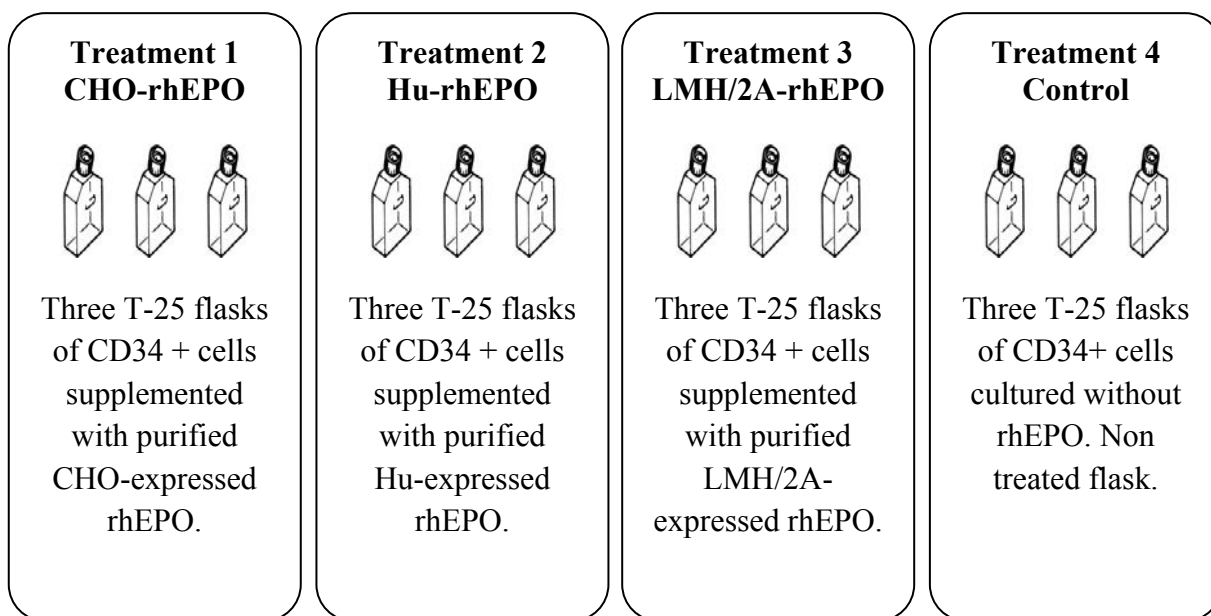 Treatment 1
CHO-rhEPO
Three T-25 flasks
of CD34 + cells
supplemented
with purified
CHO-expressed
rhEPO.
Treatment 2
Hu-rhEPO
Three T-25 flasks
of CD34 + cells
supplemented
with purified
Hu-expressed
rhEPO.
Treatment 3
LMH/2A-rhEPO
Three T-25 flasks
of CD34 + cells
supplemented
with purified
LMH/2A-
expressed rhEPO.
Treatment 4
Control
Three T-25 flasks
of CD34+ cells
cultured without
rhEPO. Non
treated flask.